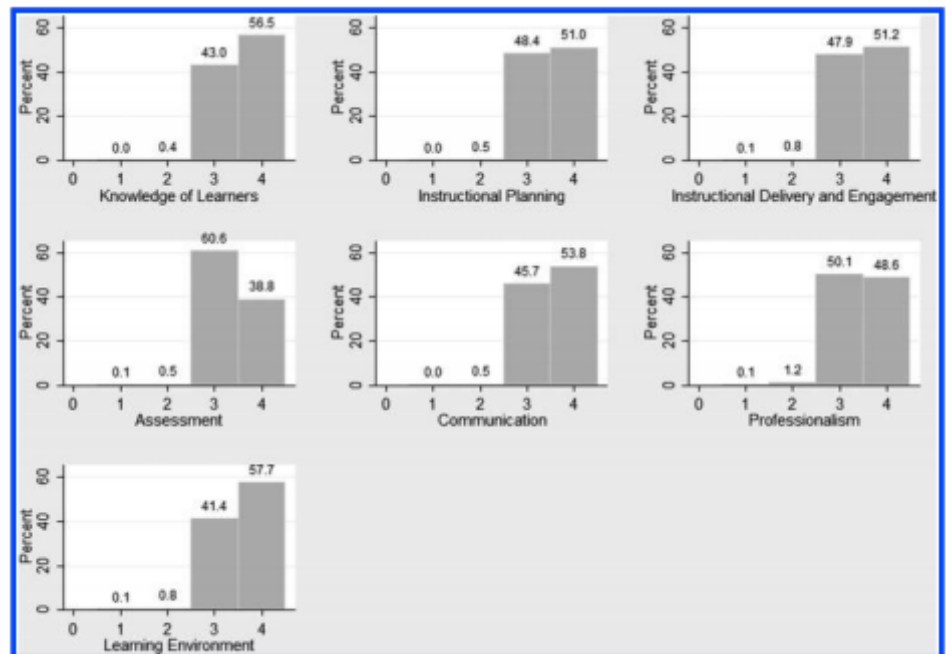 Percent
0 20 40 60
0.0 0.4 43.0 56.5
0 1 2 3 4
Knowledge of Learners
Percent
0 20 40 60
0.0 0.5 48.4 51.0
0 1 2 3 4
Instructional Planning
Percent
0 20 40 60
0.1 0.8 47.9 51.2
0 1 2 3 4
Instructional Delivery and Engagement
Percent
0 20 40 60
0.1 0.5 60.6 38.8
0 1 2 3 4
Assessment
Percent
0 20 40 60
0.0 0.5 45.7 53.8
0 1 2 3 4
Communication
Percent
0 20 40 60
0.1 1.2 50.1 48.6
0 1 2 3 4
Professionalism
Percent
0 20 40 60
0.1 0.8 41.4 57.7
0 1 2 3 4
Learning Environment